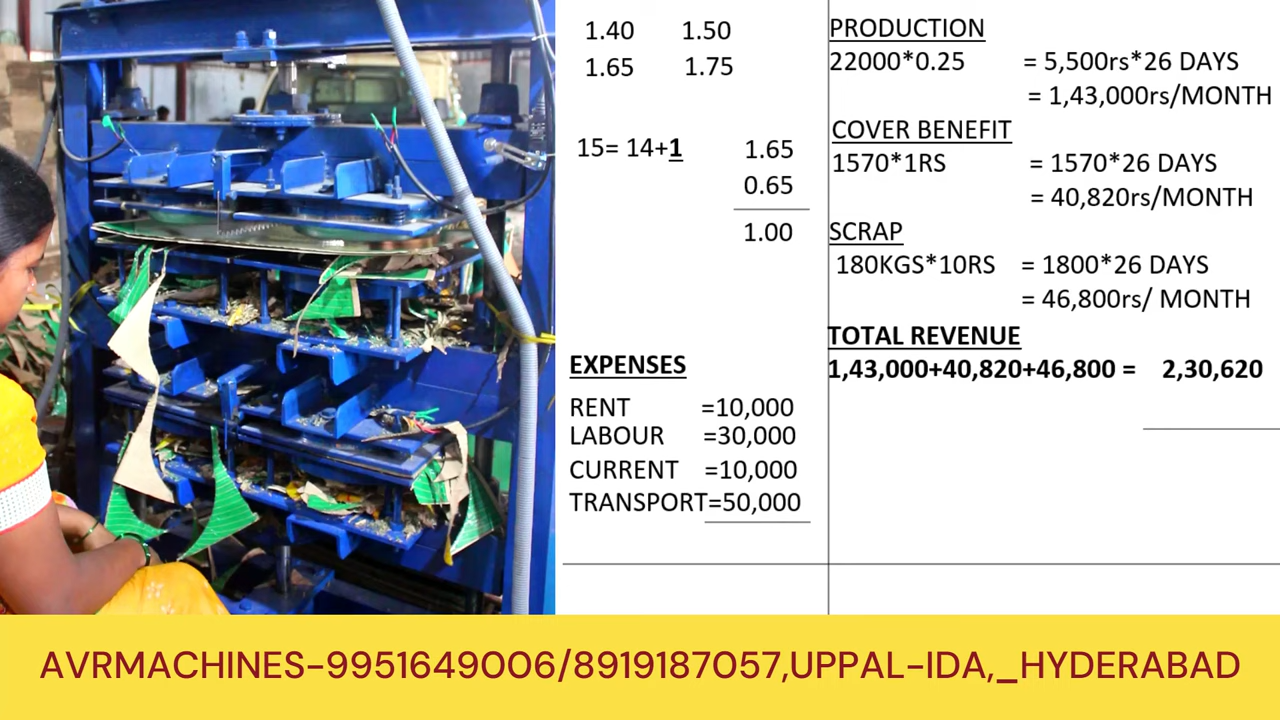 1.40 1.50
1.65 1.75
15= 14+1 1.65
0.65
1.00
EXPENSES
RENT =10,000
LABOUR =30,000
CURRENT =10,000
TRANSPORT=50,000
PRODUCTION
22000*0.25 = 5,500rs*26 DAYS
= 1,43,000rs/MONTH
COVER BENEFIT
1570*1RS = 1570*26 DAYS
= 40,820rs/MONTH
SCRAP
180KGS*10RS = 1800*26 DAYS
= 46,800rs/ MONTH
TOTAL REVENUE
1,43,000+40,820+46,800 = 2,30,620
AVRMACHINES-9951649006/8919187057,UPPAL-IDA,_HYDERABAD